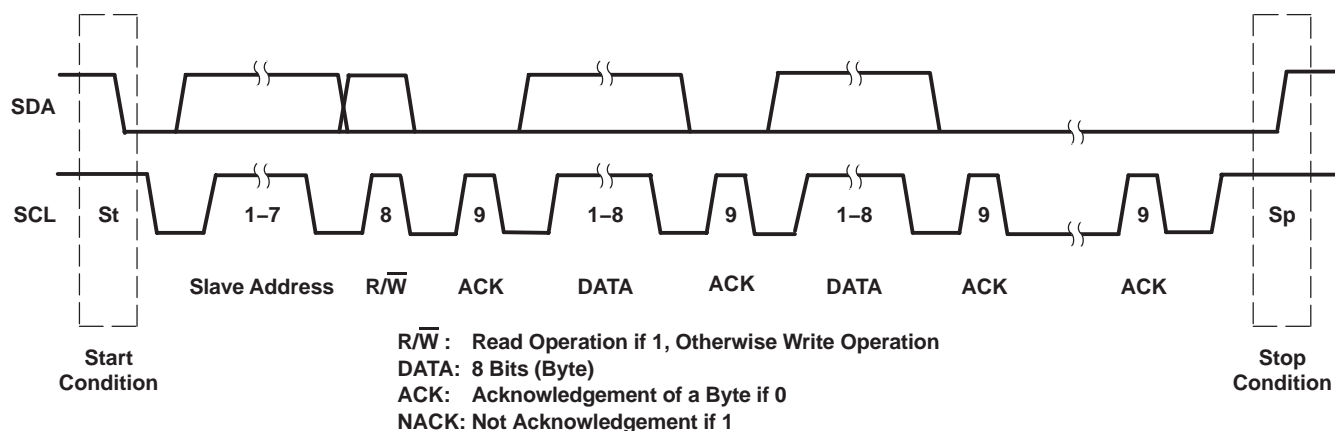 SDA
SCL St 1–7 8 9 1–8 9 1–8 9 9 Sp
Slave Address R/W̅ ACK DATA ACK DATA ACK ACK
Start
Condition
Stop
Condition
R/W̅ : Read Operation if 1, Otherwise Write Operation
DATA: 8 Bits (Byte)
ACK: Acknowledgement of a Byte if 0
NACK: Not Acknowledgement if 1